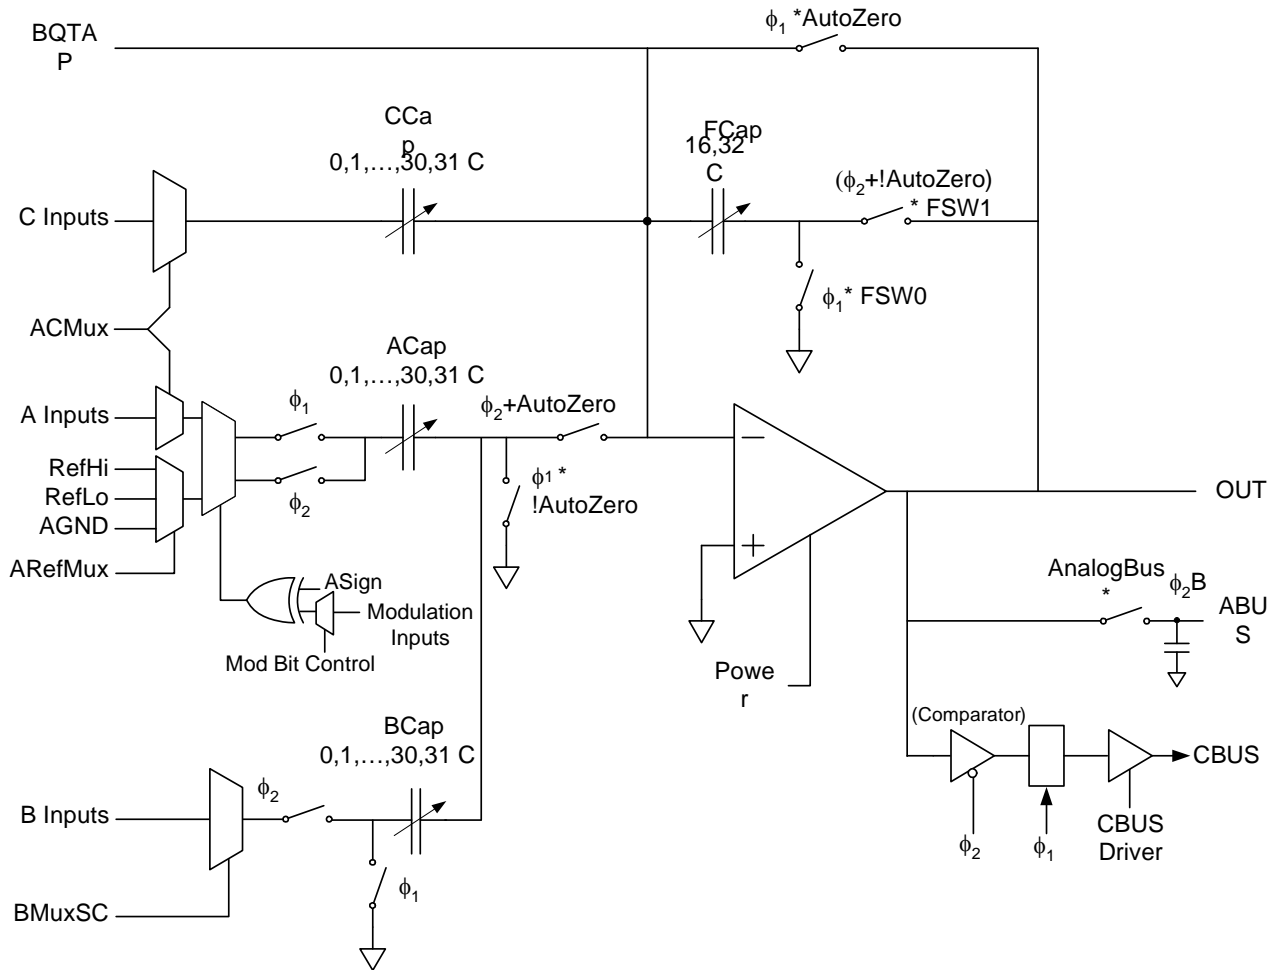 BQTA
P
ϕ1 *AutoZero
CCa
p
0,1,…,30,31 C
FCap
16,32
C
(ϕ2+!AutoZero)
* FSW1
C Inputs
ϕ1* FSW0
ACMux
ACap
0,1,…,30,31 C
A Inputs
ϕ1
ϕ2+AutoZero
RefHi
RefLo
AGND
ϕ2
ϕ1 *
!AutoZero
OUT
ARefMux
ASign
Modulation
Inputs
Mod Bit Control
AnalogBus
*
ϕ2B
ABU
S
Powe
r
BCap
0,1,…,30,31 C
(Comparator)
CBUS
ϕ2
B Inputs
ϕ2
ϕ1
CBUS
Driver
ϕ1
BMuxSC